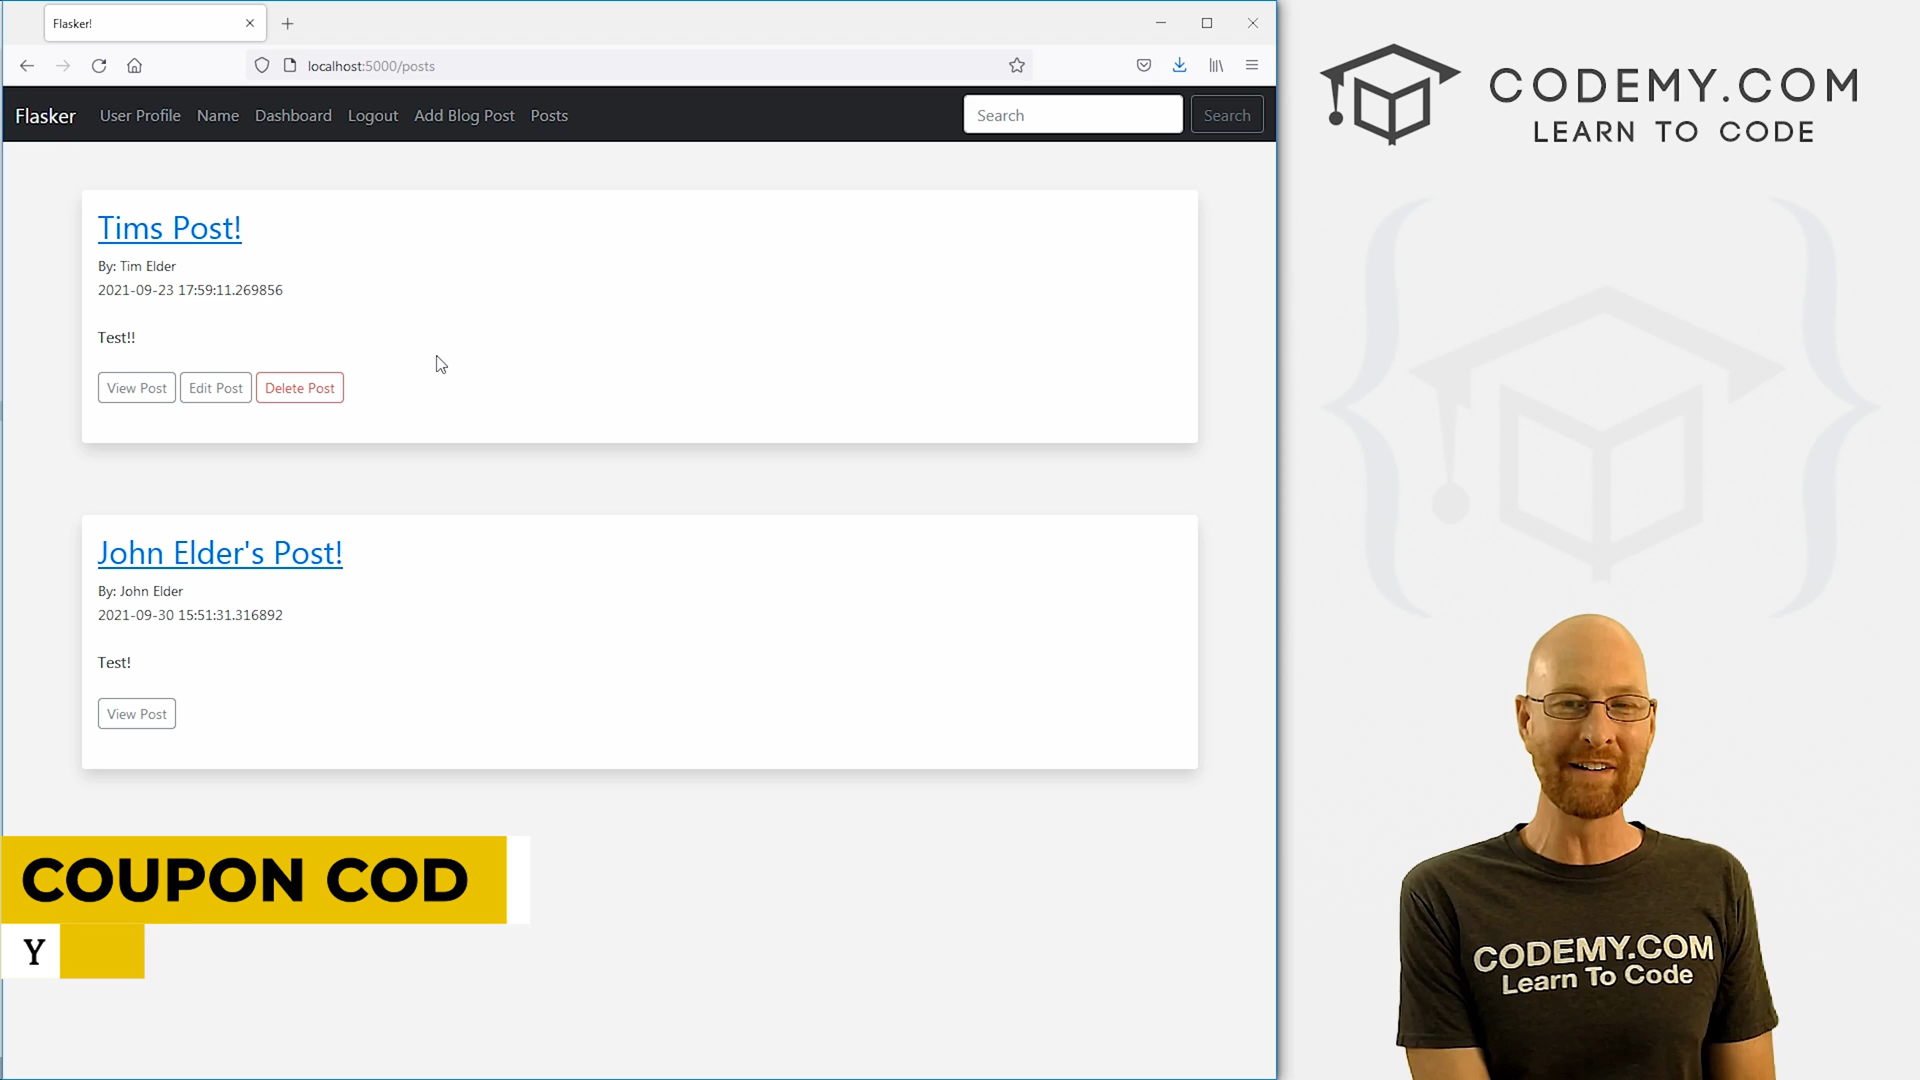 Flasker!
localhost:5000/posts
Flasker User Profile Name Dashboard Logout Add Blog Post Posts Search Search
Tims Post!
By: Tim Elder
2021-09-23 17:59:11.269856
Test!!
View Post Edit Post Delete Post
John Elder's Post!
By: John Elder
2021-09-30 15:51:31.316892
Test!
View Post
COUPON COD
Y
CODEMY.COM
LEARN TO CODE
CODEMY.COM
Learn To Code